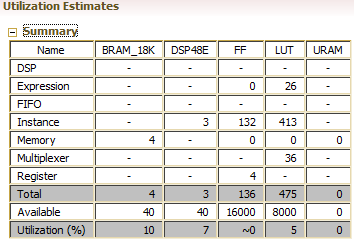 Utilization Estimates
Summary
Name BRAM_18K DSP48E FF LUT URAM
DSP - - - - -
Expression - - 0 26 -
FIFO - - - - -
Instance - 3 132 413 -
Memory 4 - 0 0 0
Multiplexer - - - 36 -
Register - - 4 - -
Total 4 3 136 475 0
Available 40 40 16000 8000 0
Utilization (%) 10 7 ~0 5 0